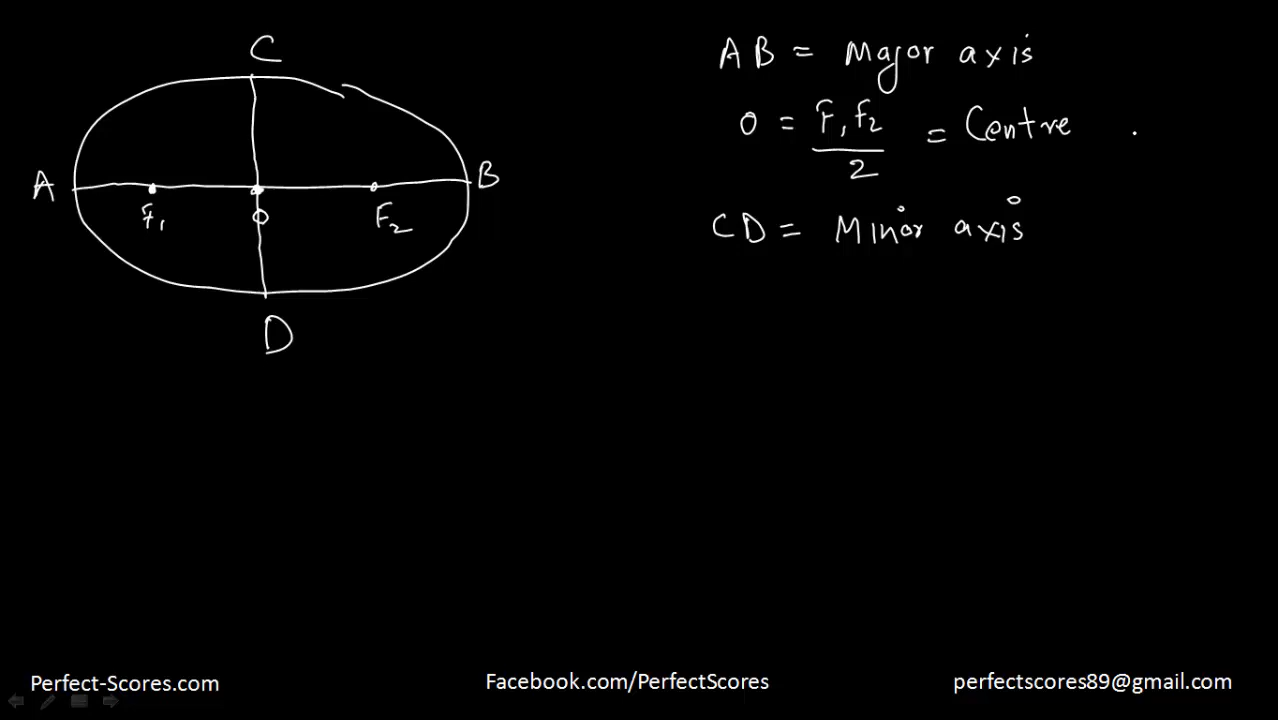 C
A
B
F1
O
F2
D
AB = Major axis
O = F1F2 / 2 = Centre
CD = Minor axis
Perfect-Scores.com
Facebook.com/PerfectScores
perfectscores89@gmail.com